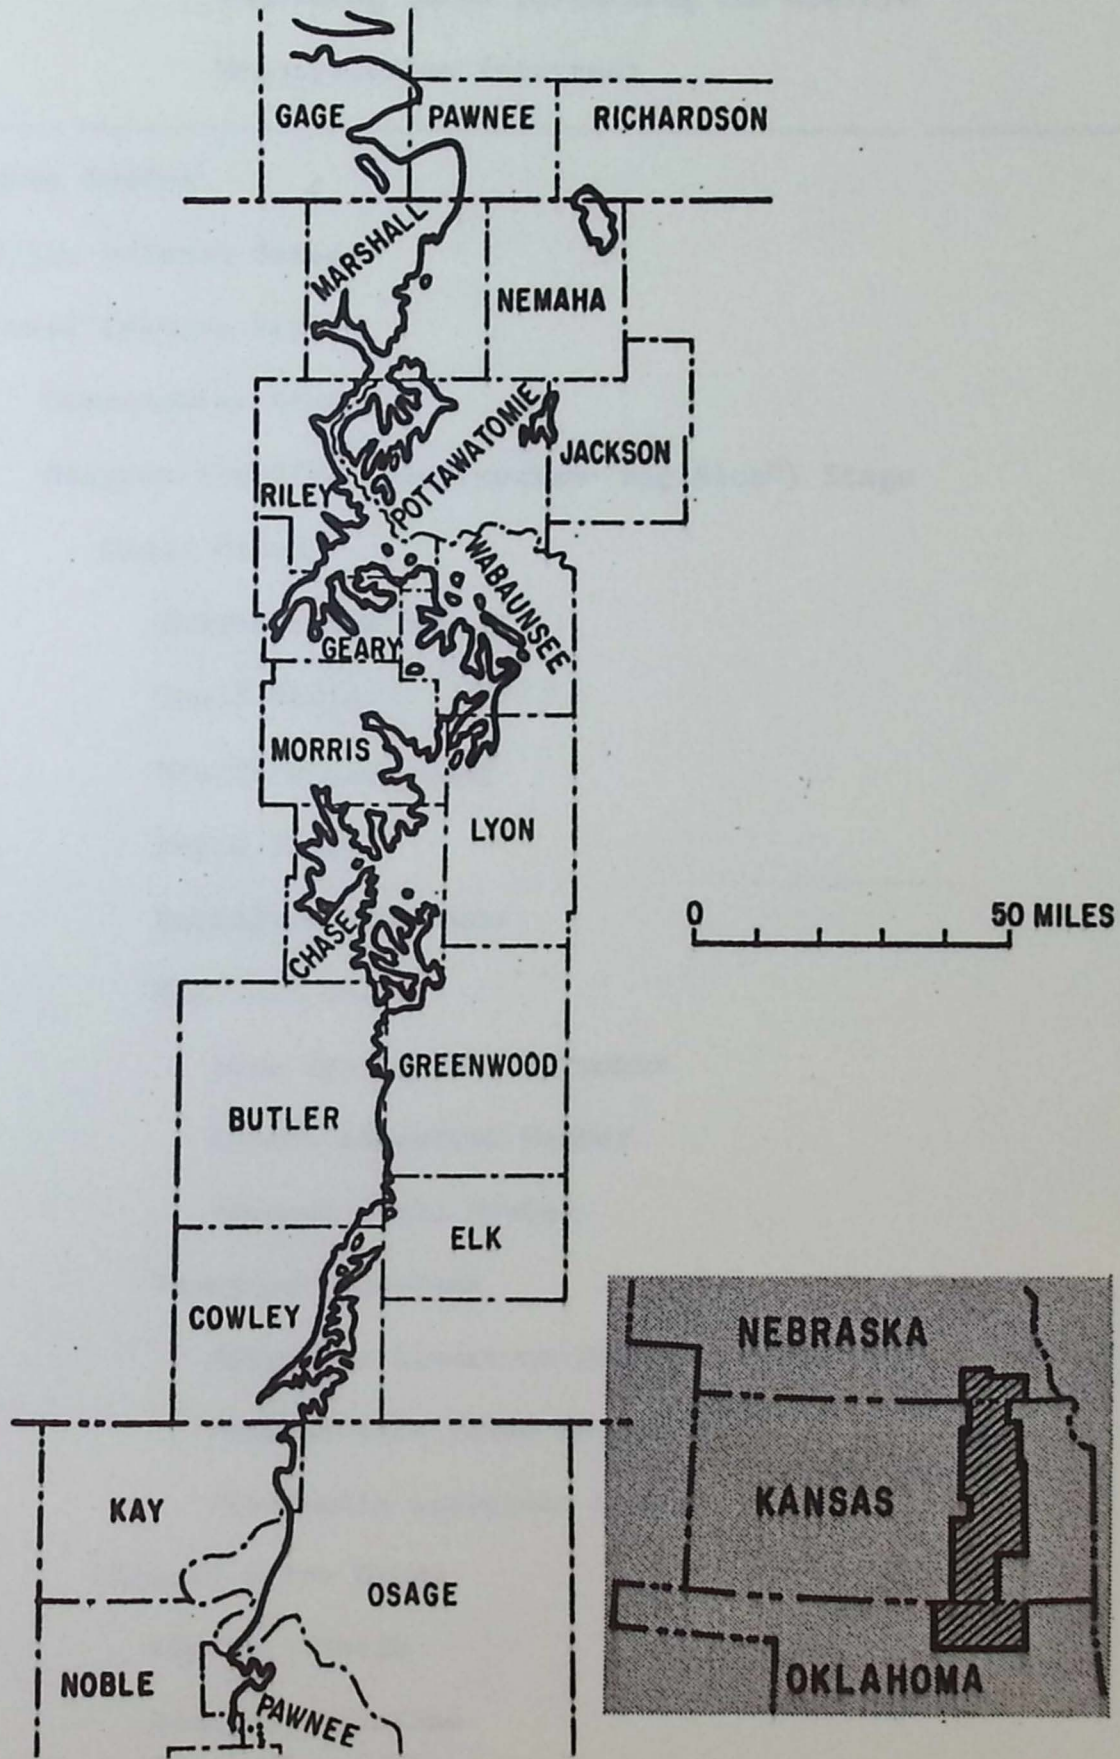 GAGE
PAWNEE
RICHARDSON
MARSHALL
NEMAHA
POTTAWATOMIE
JACKSON
RILEY
WABAUNSEE
GEARY
MORRIS
LYON
0 50 MILES
CHASE
GREENWOOD
BUTLER
ELK
COWLEY
NEBRASKA
KANSAS
OKLAHOMA
KAY
OSAGE
NOBLE
PAWNEE